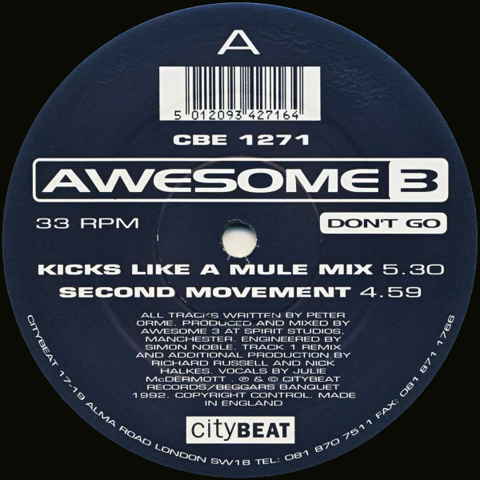 A
5 012093 427164
CBE 1271
AWESOME 3
33 RPM
DON'T GO
KICKS LIKE A MULE MIX 5.30
SECOND MOVEMENT 4.59
ALL TRACKS WRITTEN BY PETER
ORME. PRODUCED AND MIXED BY
AWESOME 3 AT SPIRIT STUDIOS,
MANCHESTER. ENGINEERED BY
SIMON NOBLE. TRACK 1 REMIX
AND ADDITIONAL PRODUCTION BY
RICHARD RUSSELL AND NICK
HALKES. VOCALS BY JULIE
McDERMOTT . ℗ & © CITYBEAT
RECORDS/BEGGARS BANQUET
1992. COPYRIGHT CONTROL. MADE
IN ENGLAND
cityBEAT
CITYBEAT 17-19 ALMA ROAD LONDON SW18 TEL: 081 870 7511 FAX: 081 871 1766